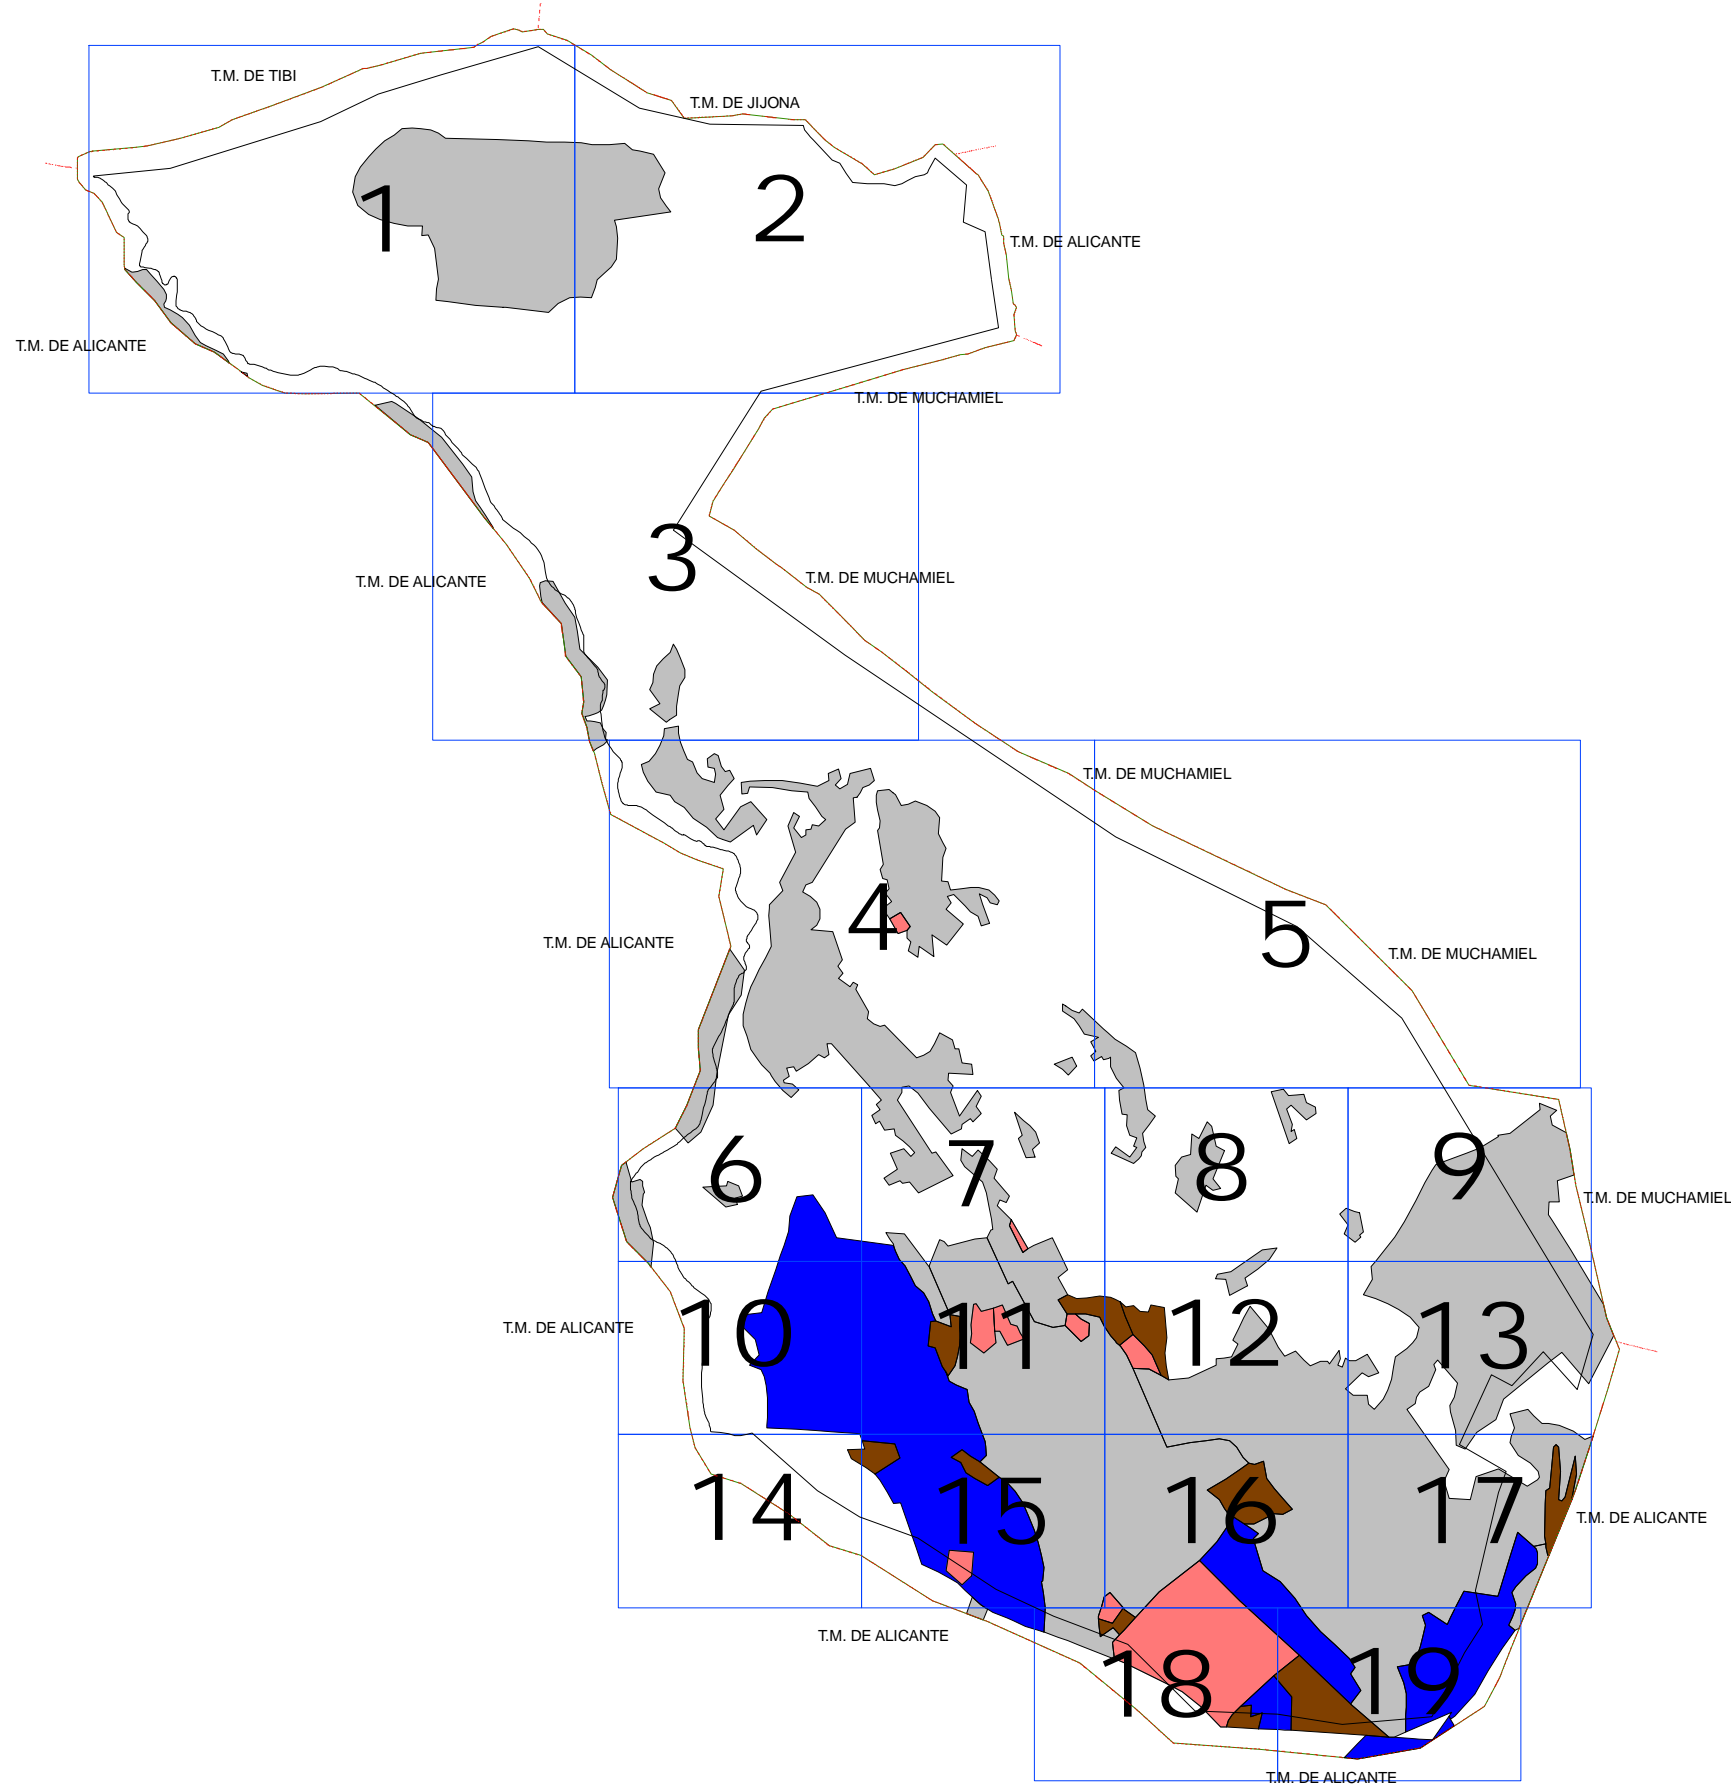 T.M. DE TIBI
T.M. DE JIJONA
1
2
T.M. DE ALICANTE
T.M. DE ALICANTE
T.M. DE MUCHAMIEL
3
T.M. DE ALICANTE
T.M. DE MUCHAMIEL
T.M. DE MUCHAMIEL
4
5
T.M. DE ALICANTE
T.M. DE MUCHAMIEL
6
7
8
9
T.M. DE MUCHAMIEL
10
11
12
13
T.M. DE ALICANTE
14
15
16
17
T.M. DE ALICANTE
T.M. DE ALICANTE
18
19
T.M. DE ALICANTE